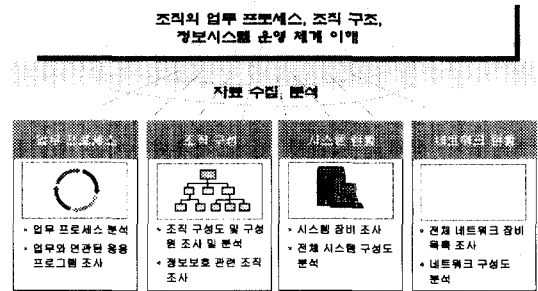 조직의 업무 프로세스, 조직 구조,
정보시스템 운영 체계 이해
자료 수집, 분석
업무 프로세스
조직 구성
시스템 현황
네트워크 현황
• 업무 프로세스 분석
• 업무와 연관된 응용
프로그램 조사
• 조직 구성도 및 구성
원 조사 및 분석
• 정보보호 관련 조직
조사
• 시스템 장비 조사
• 전체 시스템 구성도
분석
• 전체 네트워크 장비
목록 조사
• 네트워크 구성도
분석